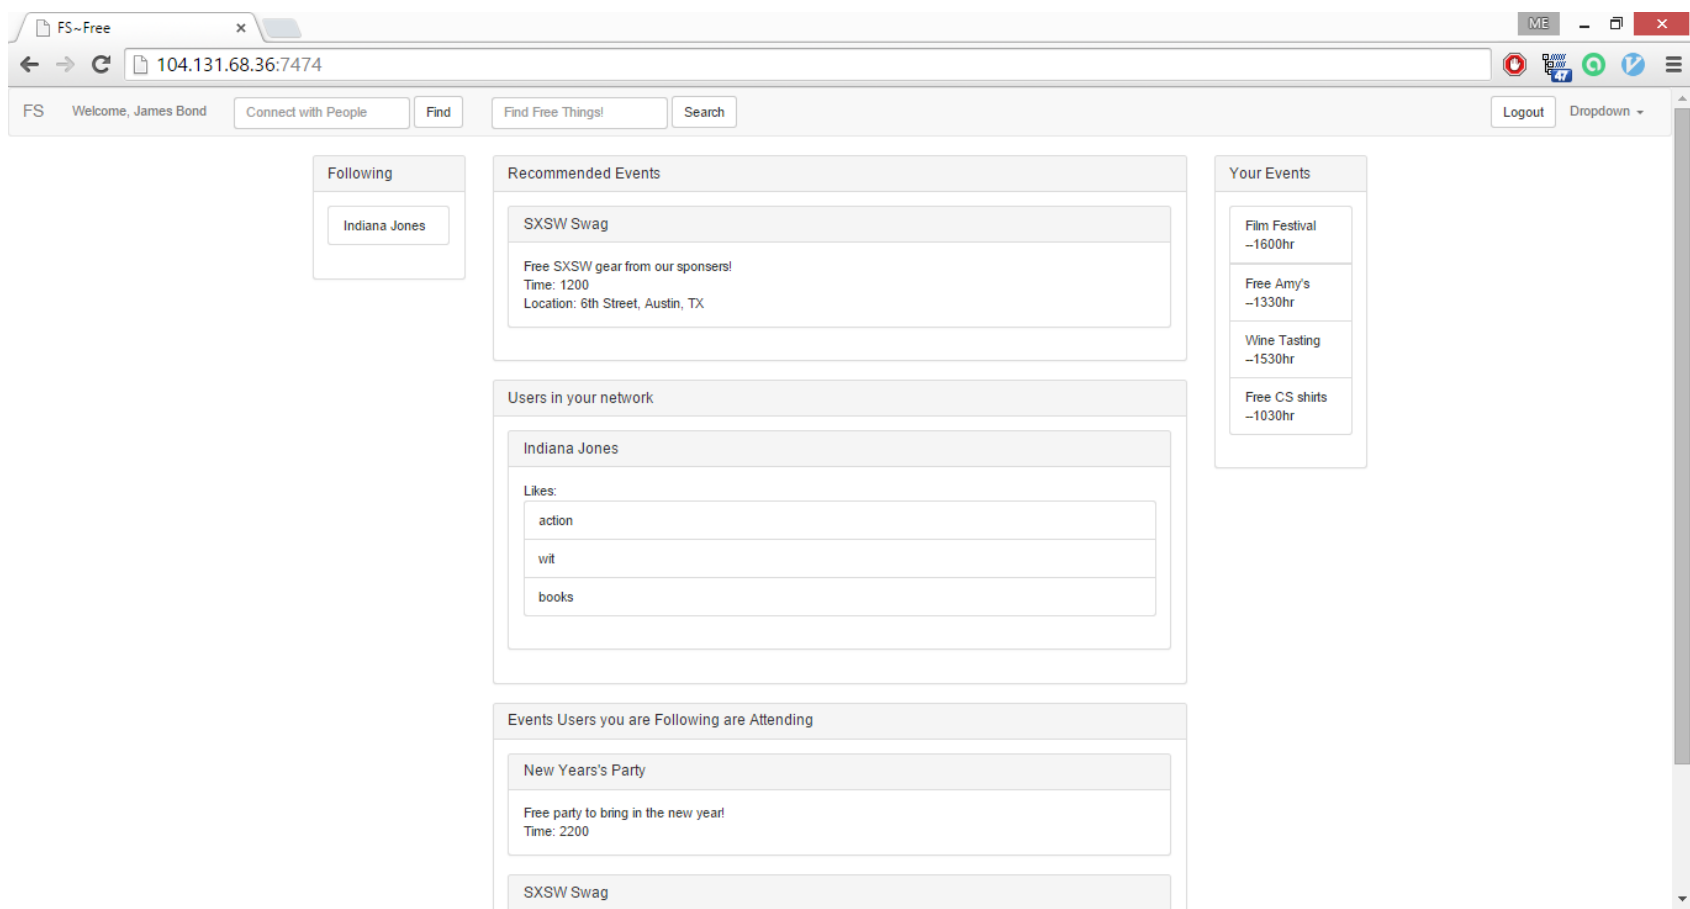 FS~Free
ME
104.131.68.36:7474
47
FS Welcome, James Bond Connect with People Find Find Free Things! Search Logout Dropdown
Following
Indiana Jones
Recommended Events
SXSW Swag
Free SXSW gear from our sponsers!
Time: 1200
Location: 6th Street, Austin, TX
Users in your network
Indiana Jones
Likes:
action
wit
books
Events Users you are Following are Attending
New Years's Party
Free party to bring in the new year!
Time: 2200
SXSW Swag
Your Events
Film Festival
--1600hr
Free Amy's
--1330hr
Wine Tasting
--1530hr
Free CS shirts
--1030hr